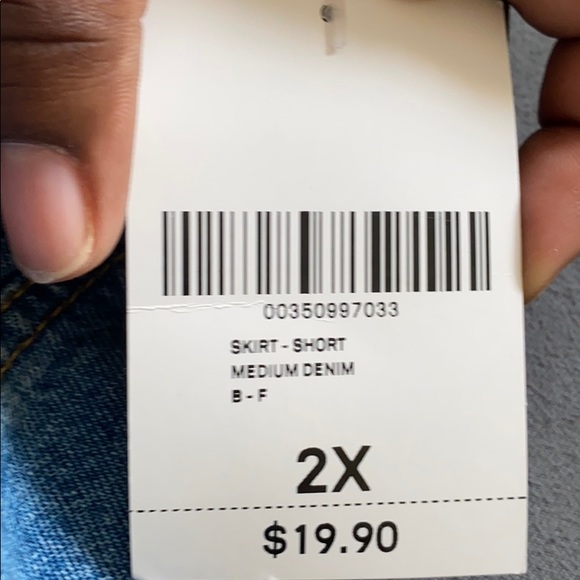 00350997033
SKIRT - SHORT
MEDIUM DENIM
B - F
2X
$19.90